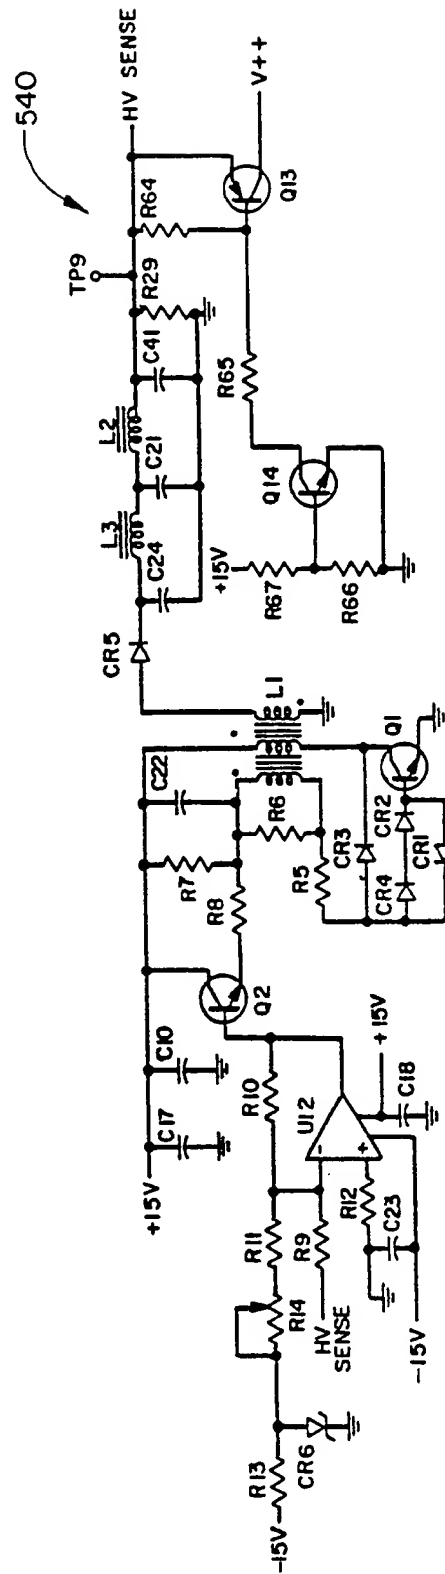 540
HV SENSE
TP9
R64
R29
C41
L2
C21
L3
C24
CR5
Q13
V++
R65
Q14
+15V
R67
R66
L1
C22
R7
R6
R8
R5
CR3
Q1
CR2
CR4
CR1
Q2
C10
C17
+15V
R10
U12
-
+
+15V
C18
R11
R9
R12
C23
R14
HV
SENSE
-15V
R13
CR6
-15V